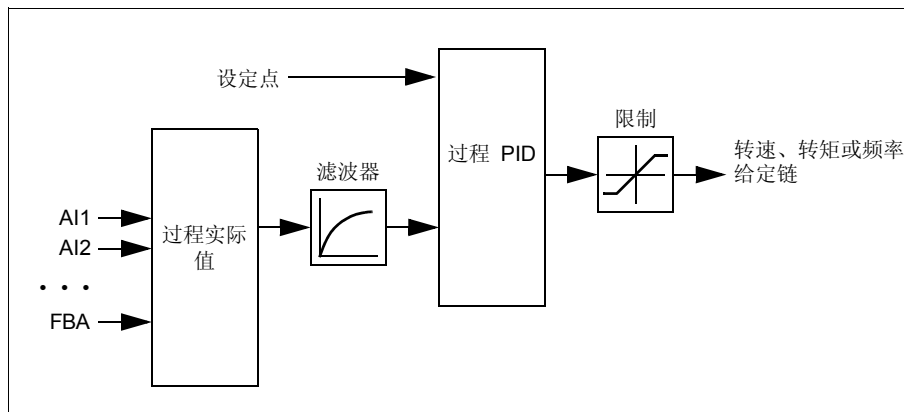 设定点
过程 PID
限制
转速、转矩或频率
给定链
滤波器
AI1
AI2
• • •
FBA
过程实际
值